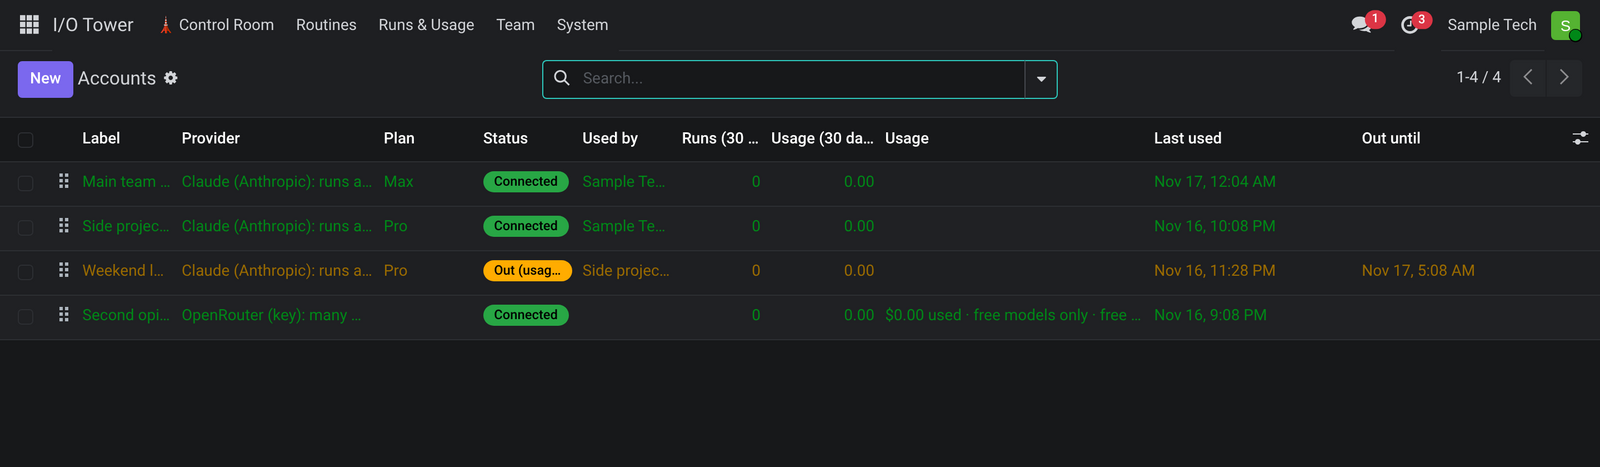 I/O Tower Control Room Routines Runs & Usage Team System 1 3 Sample Tech S
New Accounts Search... 1-4 / 4
Label Provider Plan Status Used by Runs (30 ... Usage (30 da... Usage Last used Out until
Main team ... Claude (Anthropic): runs a... Max Connected Sample Te... 0 0.00 Nov 17, 12:04 AM
Side projec... Claude (Anthropic): runs a... Pro Connected Sample Te... 0 0.00 Nov 16, 10:08 PM
Weekend l... Claude (Anthropic): runs a... Pro Out (usag... Side projec... 0 0.00 Nov 16, 11:28 PM Nov 17, 5:08 AM
Second opi... OpenRouter (key): many ... Connected 0 0.00 $0.00 used · free models only · free ... Nov 16, 9:08 PM